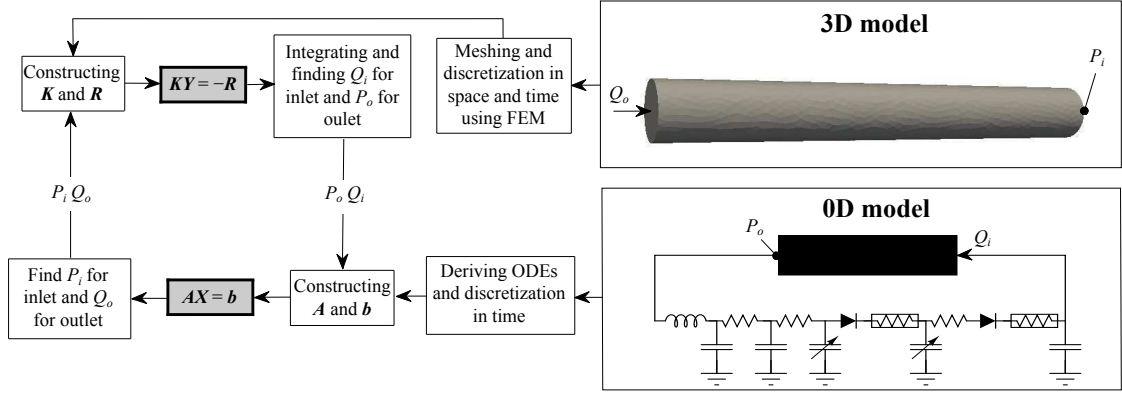 Constructing
K and R
KY = −R
Integrating and
finding Qi for
inlet and Po for
oulet
Meshing and
discretization in
space and time
using FEM
3D model
Qo
Pi
Pi Qo
Po Qi
Find Pi for
inlet and Qo
for outlet
AX = b
Constructing
A and b
Deriving ODEs
and discretization
in time
0D model
Po
Qi